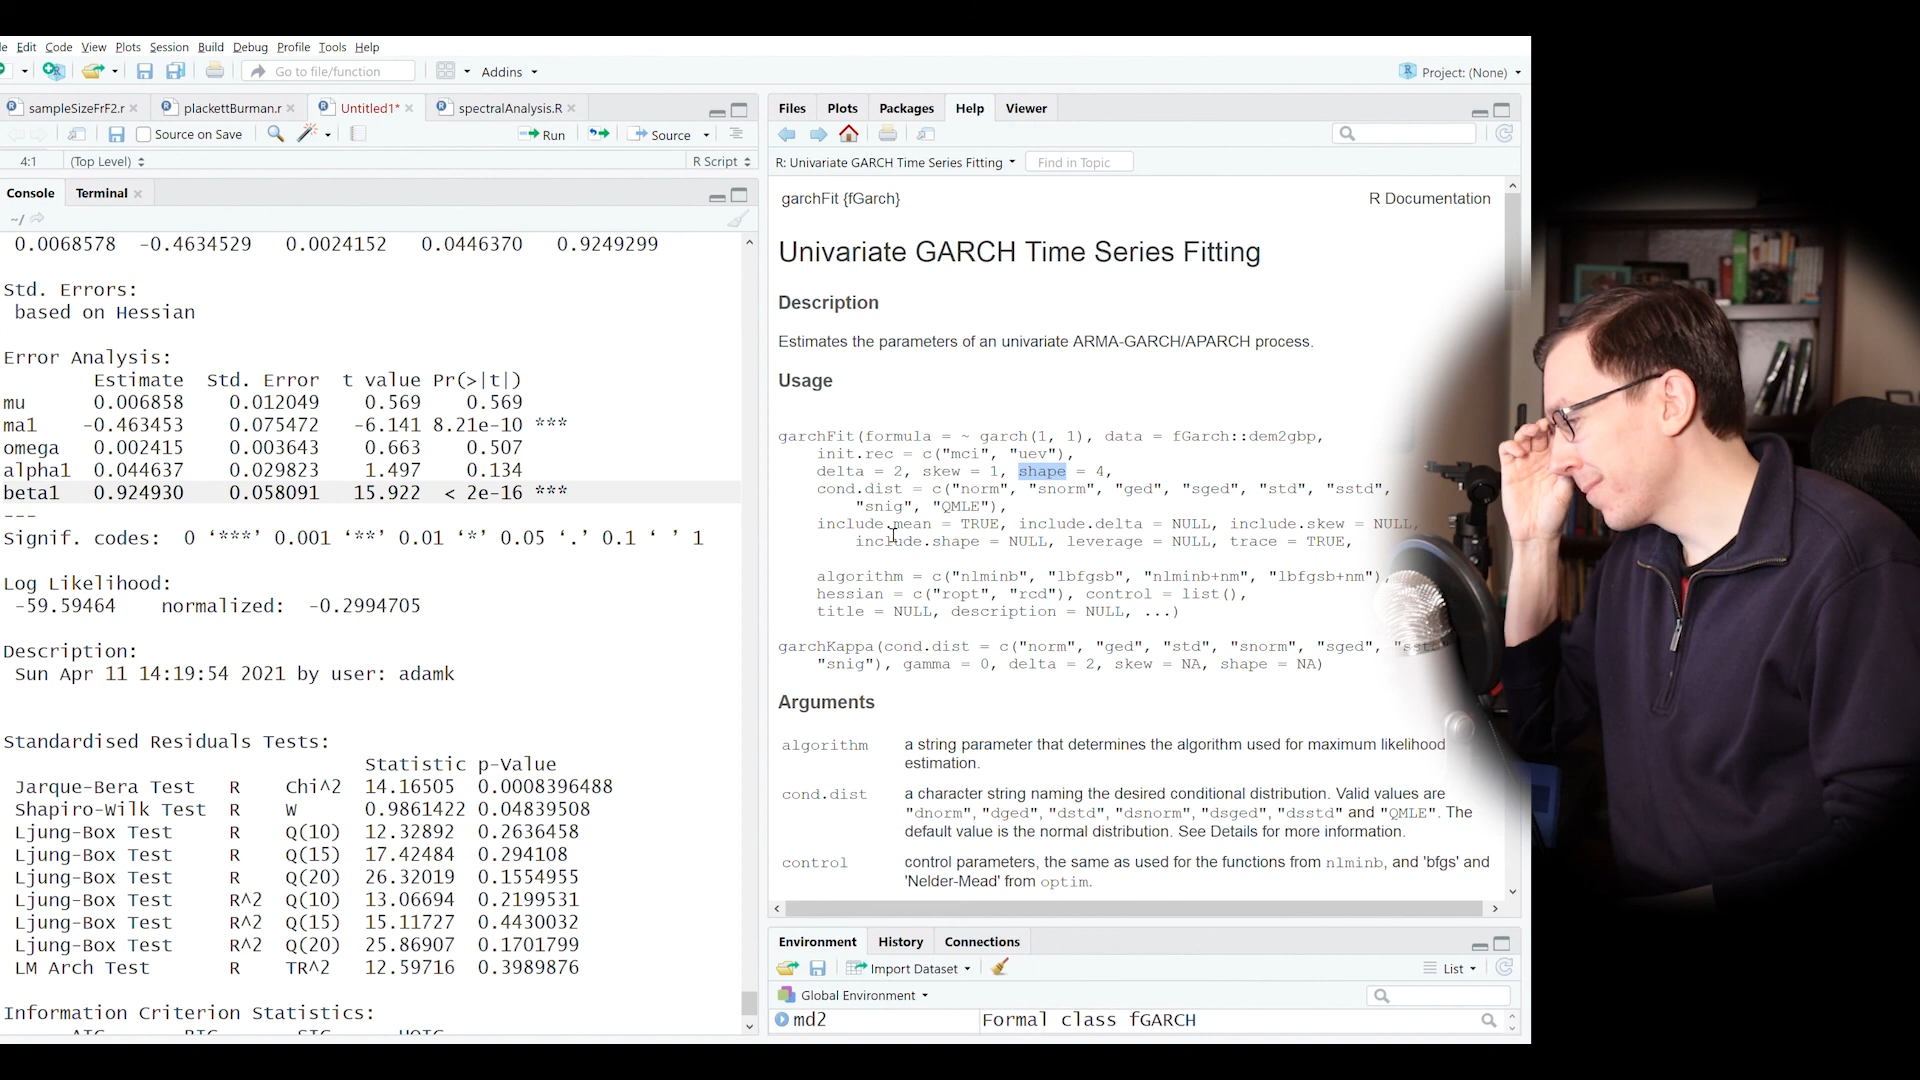 le Edit Code View Plots Session Build Debug Profile Tools Help
Go to file/function Addins Project: (None)
sampleSizeFrF2.r plackettBurman.r Untitled1* spectralAnalysis.R
Source on Save Run Source
4:1 (Top Level) R Script
Console Terminal
~/
0.0068578 -0.4634529 0.0024152 0.0446370 0.9249299
Std. Errors:
based on Hessian
Error Analysis:
Estimate Std. Error t value Pr(>|t|)
mu 0.006858 0.012049 0.569 0.569
ma1 -0.463453 0.075472 -6.141 8.21e-10 ***
omega 0.002415 0.003643 0.663 0.507
alpha1 0.044637 0.029823 1.497 0.134
beta1 0.924930 0.058091 15.922 < 2e-16 ***
---
Signif. codes: 0 ‘***’ 0.001 ‘**’ 0.01 ‘*’ 0.05 ‘.’ 0.1 ‘ ’ 1
Log Likelihood:
-59.59464 normalized: -0.2994705
Description:
Sun Apr 11 14:19:54 2021 by user: adamk
Standardised Residuals Tests:
Statistic p-Value
Jarque-Bera Test R Chi^2 14.16505 0.0008396488
Shapiro-Wilk Test R W 0.9861422 0.04839508
Ljung-Box Test R Q(10) 12.32892 0.2636458
Ljung-Box Test R Q(15) 17.42484 0.294108
Ljung-Box Test R Q(20) 26.32019 0.1554955
Ljung-Box Test R^2 Q(10) 13.06694 0.2199531
Ljung-Box Test R^2 Q(15) 15.11727 0.4430032
Ljung-Box Test R^2 Q(20) 25.86907 0.1701799
LM Arch Test R TR^2 12.59716 0.3989876
Information Criterion Statistics:
AIC BIC SIC HQIC
Files Plots Packages Help Viewer
R: Univariate GARCH Time Series Fitting Find in Topic
garchFit {fGarch} R Documentation
Univariate GARCH Time Series Fitting
Description
Estimates the parameters of an univariate ARMA-GARCH/APARCH process.
Usage
garchFit(formula = ~ garch(1, 1), data = fGarch::dem2gbp,
init.rec = c("mci", "uev"),
delta = 2, skew = 1, shape = 4,
cond.dist = c("norm", "snorm", "ged", "sged", "std", "sstd",
"snig", "QMLE"),
include.mean = TRUE, include.delta = NULL, include.skew = NULL,
include.shape = NULL, leverage = NULL, trace = TRUE,
algorithm = c("nlminb", "lbfgsb", "nlminb+nm", "lbfgsb+nm"),
hessian = c("ropt", "rcd"), control = list(),
title = NULL, description = NULL, ...)
garchKappa(cond.dist = c("norm", "ged", "std", "snorm", "sged", "sstd"
"snig"), gamma = 0, delta = 2, skew = NA, shape = NA)
Arguments
algorithm a string parameter that determines the algorithm used for maximum likelihood
estimation.
cond.dist a character string naming the desired conditional distribution. Valid values are
"dnorm", "dged", "dstd", "dsnorm", "dsged", "dsstd" and "QMLE". The
default value is the normal distribution. See Details for more information.
control control parameters, the same as used for the functions from nlminb, and 'bfgs' and
'Nelder-Mead' from optim.
Environment History Connections
Import Dataset List
Global Environment
md2 Formal class fGARCH